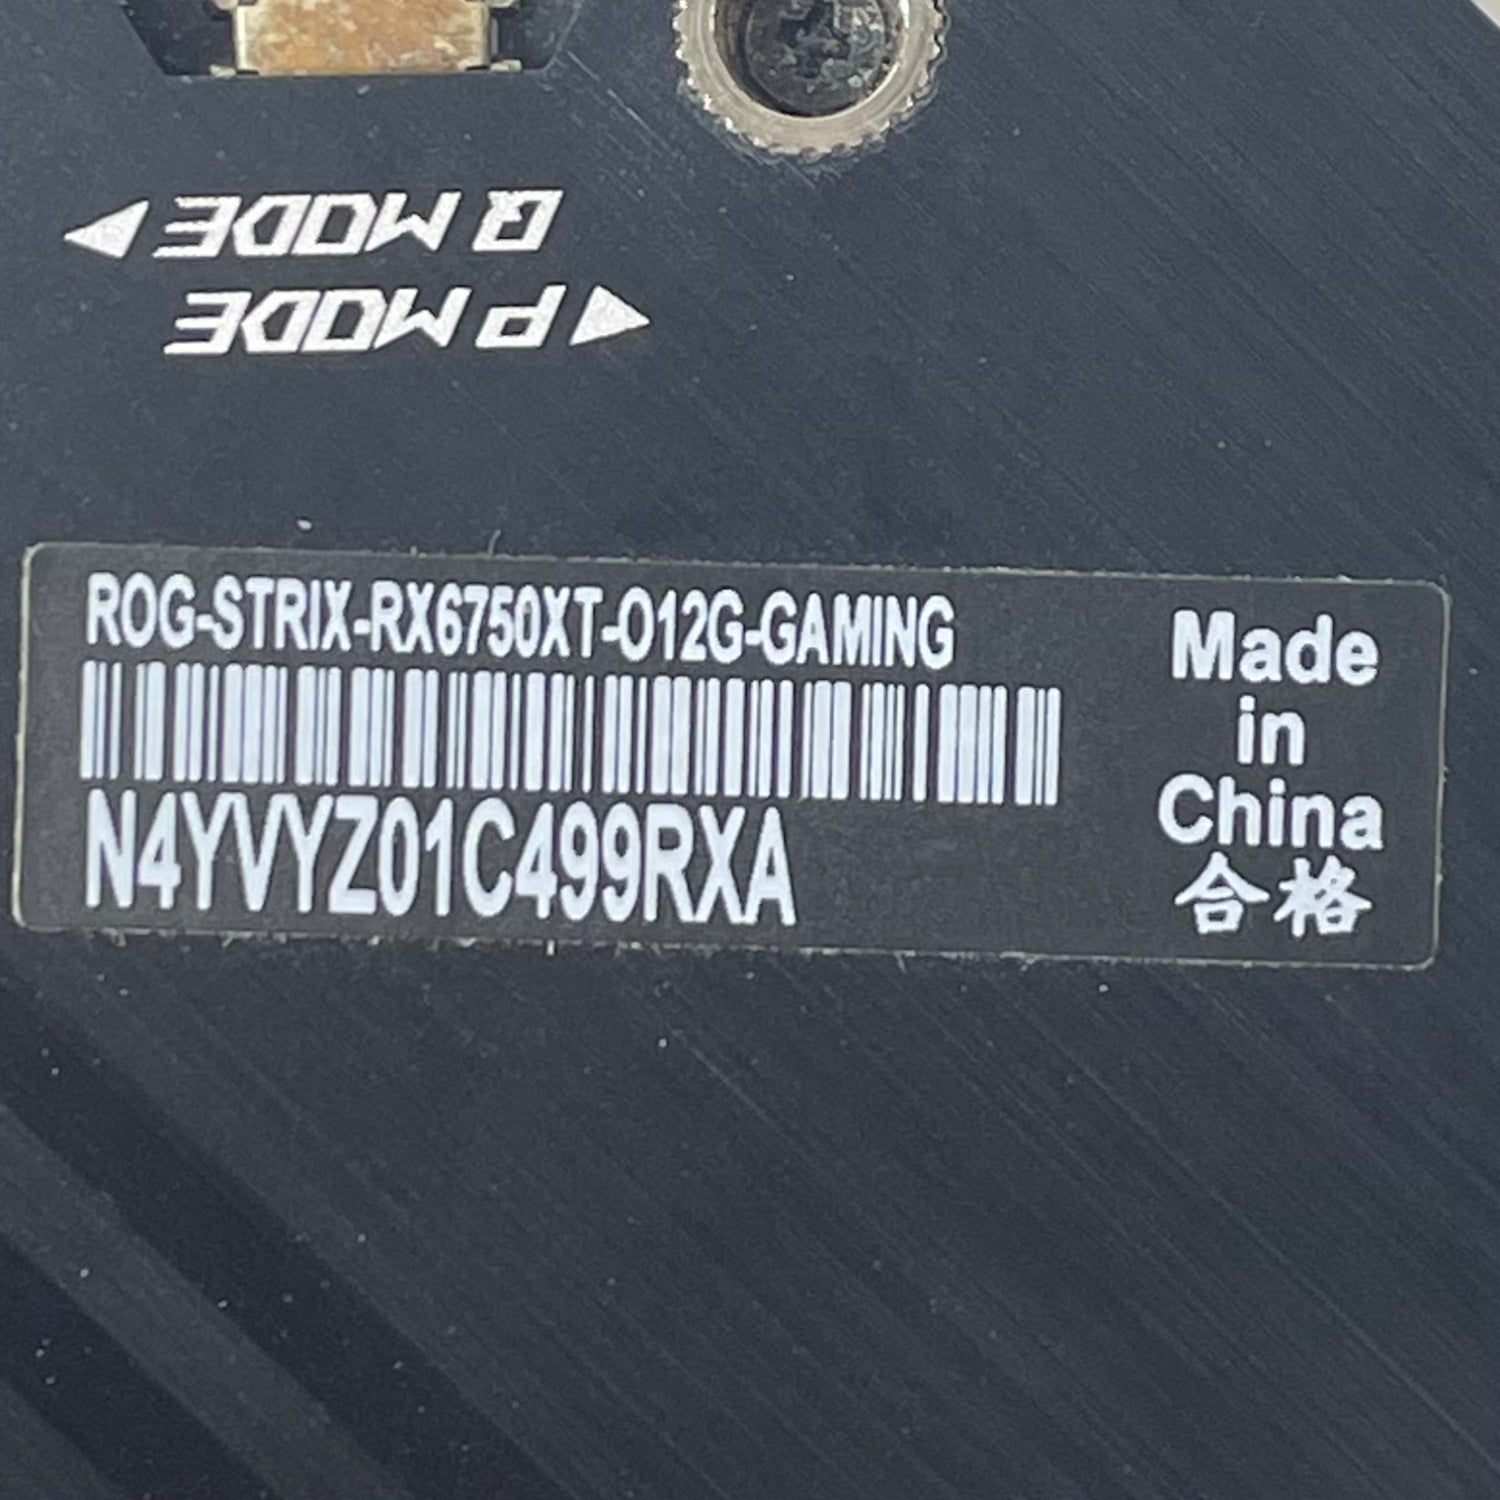 Q MODE
P MODE
ROG-STRIX-RX6750XT-O12G-GAMING
N4YVYZ01C499RXA
Made
in
China
合格